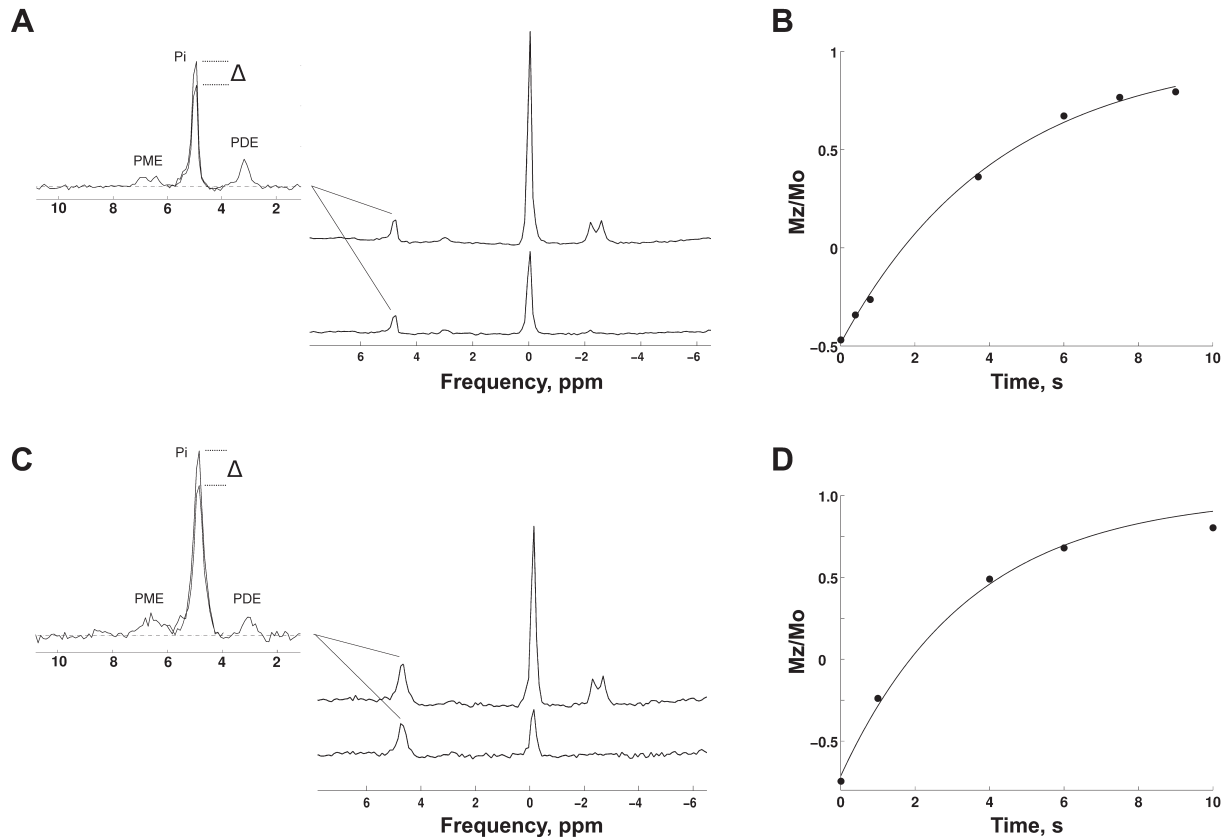 A
Pi
Δ
PME
PDE
10 8 6 4 2
6 4 2 0 −2 −4 −6
Frequency, ppm
B
1
0.5
0
−0.5
Mz/Mo
0 2 4 6 8 10
Time, s
C
Pi
Δ
PME
PDE
10 8 6 4 2
6 4 2 0 −2 −4 −6
Frequency, ppm
D
1.0
0.5
0
−0.5
Mz/Mo
0 2 4 6 8 10
Time, s